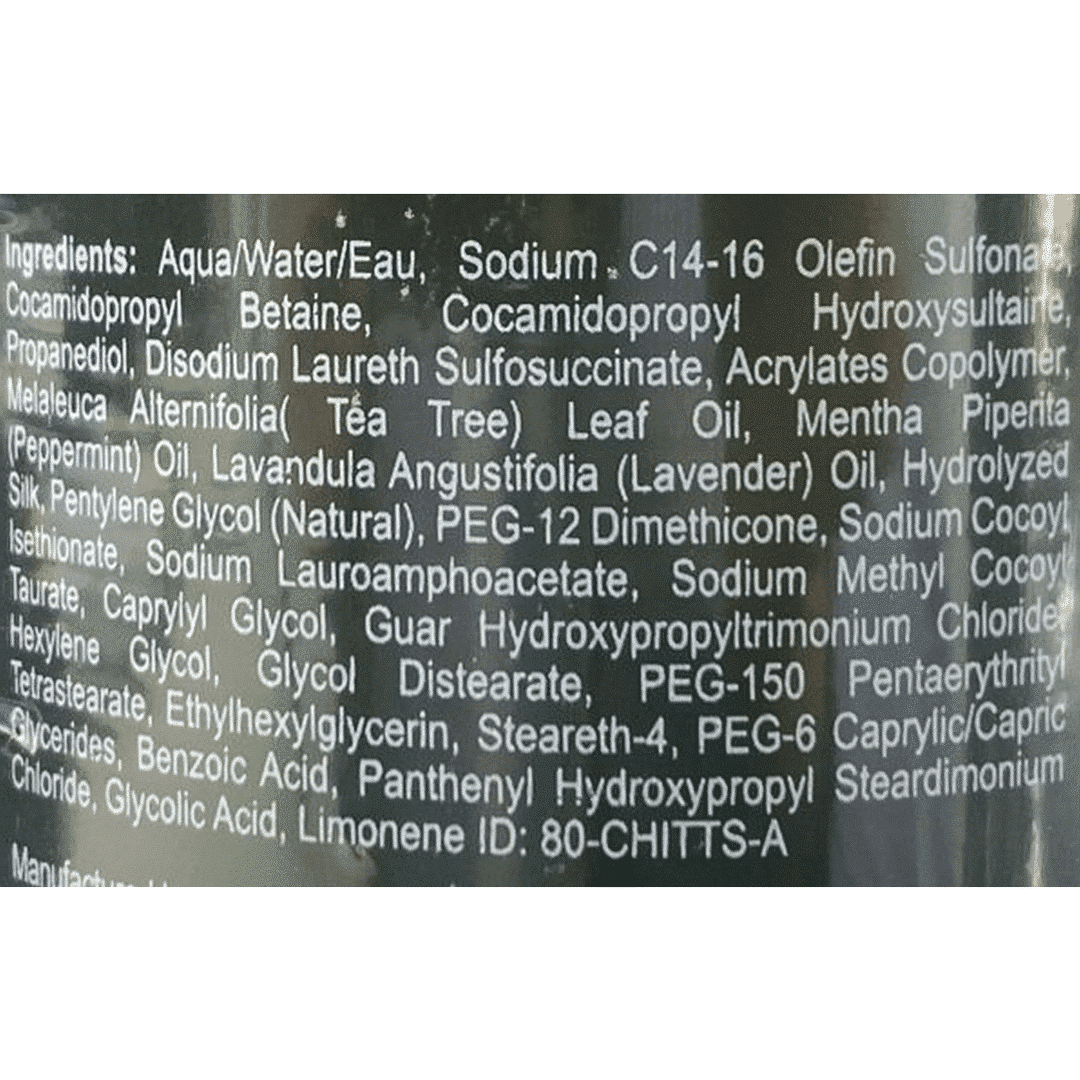 Ingredients: Aqua/Water/Eau, Sodium C14-16 Olefin Sulfonate,
Cocamidopropyl Betaine, Cocamidopropyl Hydroxysultaine,
Propanediol, Disodium Laureth Sulfosuccinate, Acrylates Copolymer,
Melaleuca Alternifolia( Tea Tree) Leaf Oil, Mentha Piperita
(Peppermint) Oil, Lavandula Angustifolia (Lavender) Oil, Hydrolyzed
Silk, Pentylene Glycol (Natural), PEG-12 Dimethicone, Sodium Cocoyl
Isethionate, Sodium Lauroamphoacetate, Sodium Methyl Cocoyl
Taurate, Caprylyl Glycol, Guar Hydroxypropyltrimonium Chloride,
Hexylene Glycol, Glycol Distearate, PEG-150 Pentaerythrityl
Tetrastearate, Ethylhexylglycerin, Steareth-4, PEG-6 Caprylic/Capric
Glycerides, Benzoic Acid, Panthenyl Hydroxypropyl Steardimonium
Chloride, Glycolic Acid, Limonene ID: 80-CHITTS-A